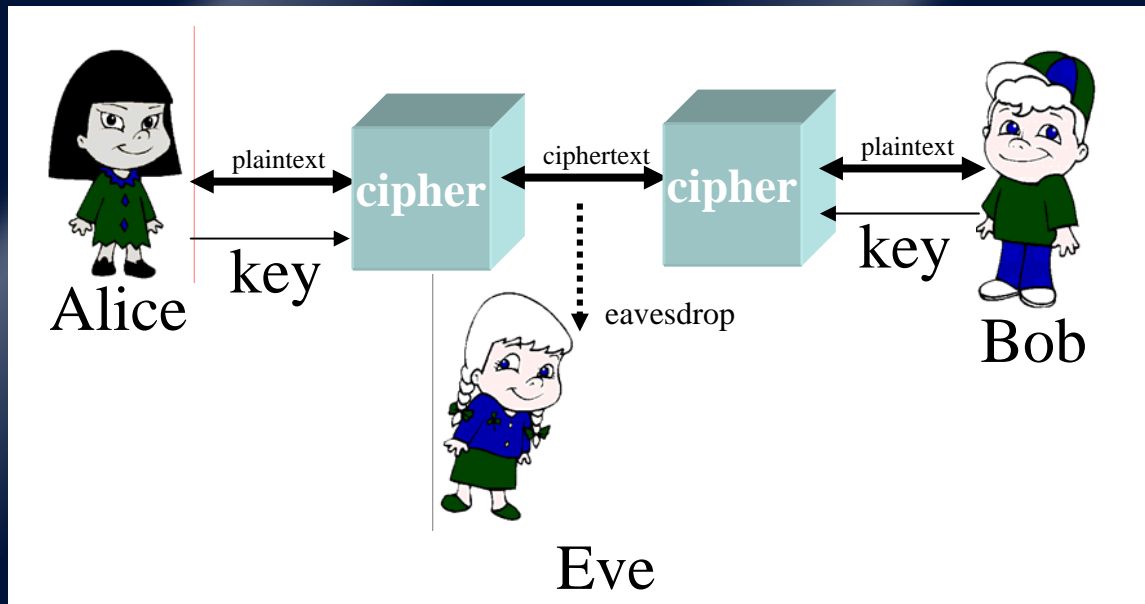 plaintext
cipher
ciphertext
cipher
plaintext
key
key
Alice
eavesdrop
Bob
Eve